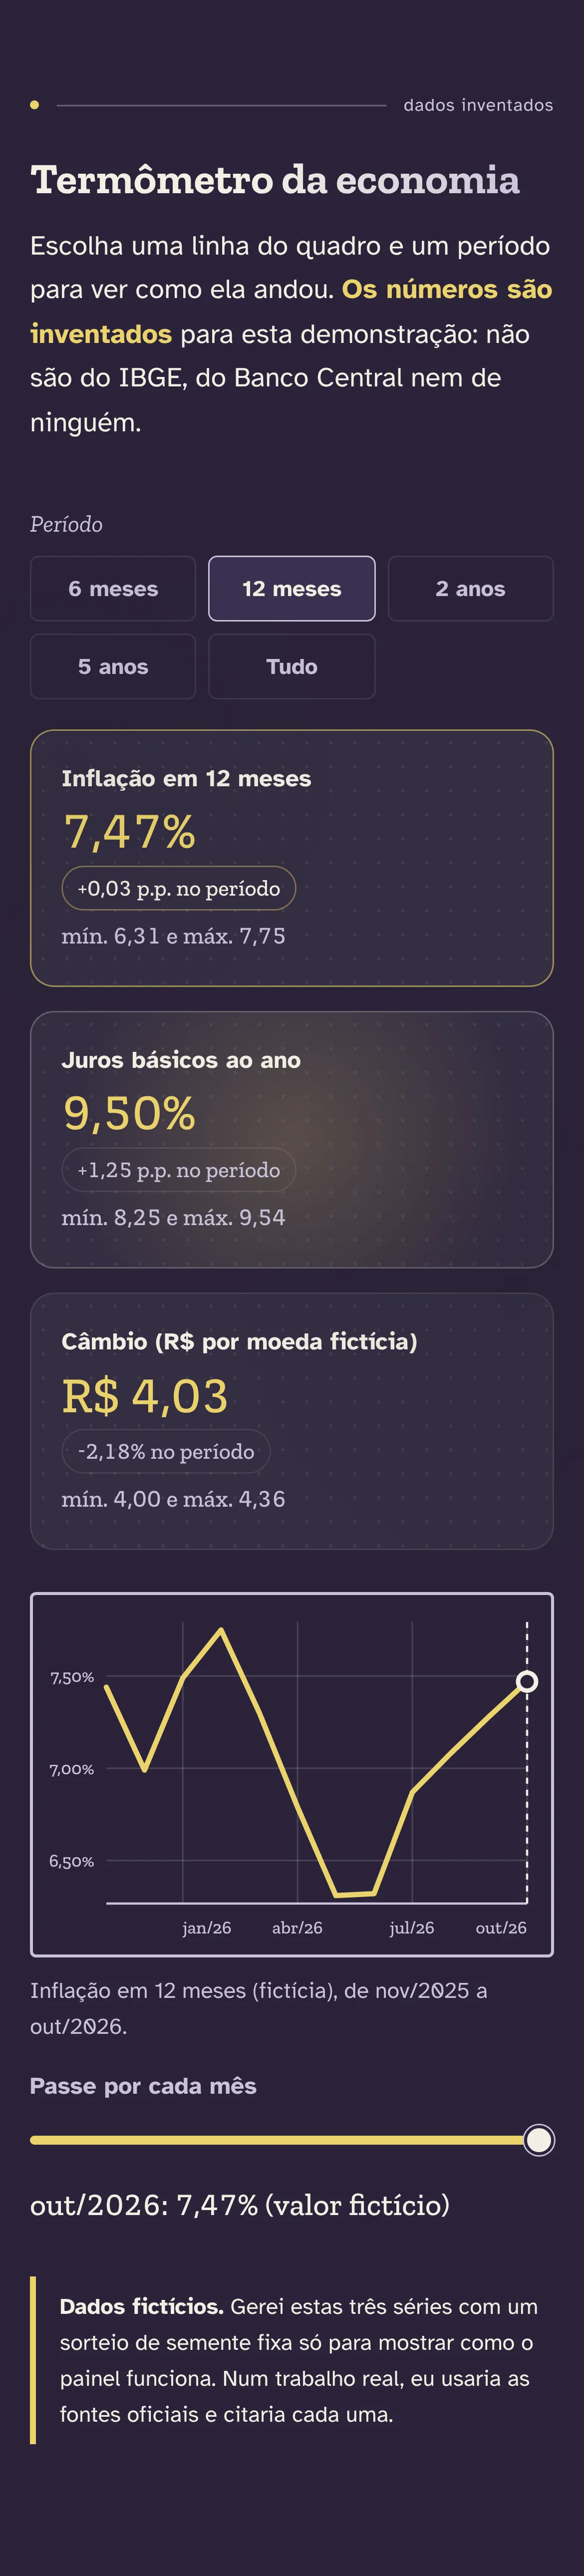 dados inventados
Termômetro da economia
Escolha uma linha do quadro e um período
para ver como ela andou. Os números são
inventados para esta demonstração: não
são do IBGE, do Banco Central nem de
ninguém.
Período
6 meses
12 meses
2 anos
5 anos
Tudo
Inflação em 12 meses
7,47%
+0,03 p.p. no período
mín. 6,31 e máx. 7,75
Juros básicos ao ano
9,50%
+1,25 p.p. no período
mín. 8,25 e máx. 9,54
Câmbio (R$ por moeda fictícia)
R$ 4,03
-2,18% no período
mín. 4,00 e máx. 4,36
7,50%
7,00%
6,50%
jan/26 abr/26 jul/26 out/26
Inflação em 12 meses (fictícia), de nov/2025 a
out/2026.
Passe por cada mês
out/2026: 7,47% (valor fictício)
Dados fictícios. Gerei estas três séries com um
sorteio de semente fixa só para mostrar como o
painel funciona. Num trabalho real, eu usaria as
fontes oficiais e citaria cada uma.